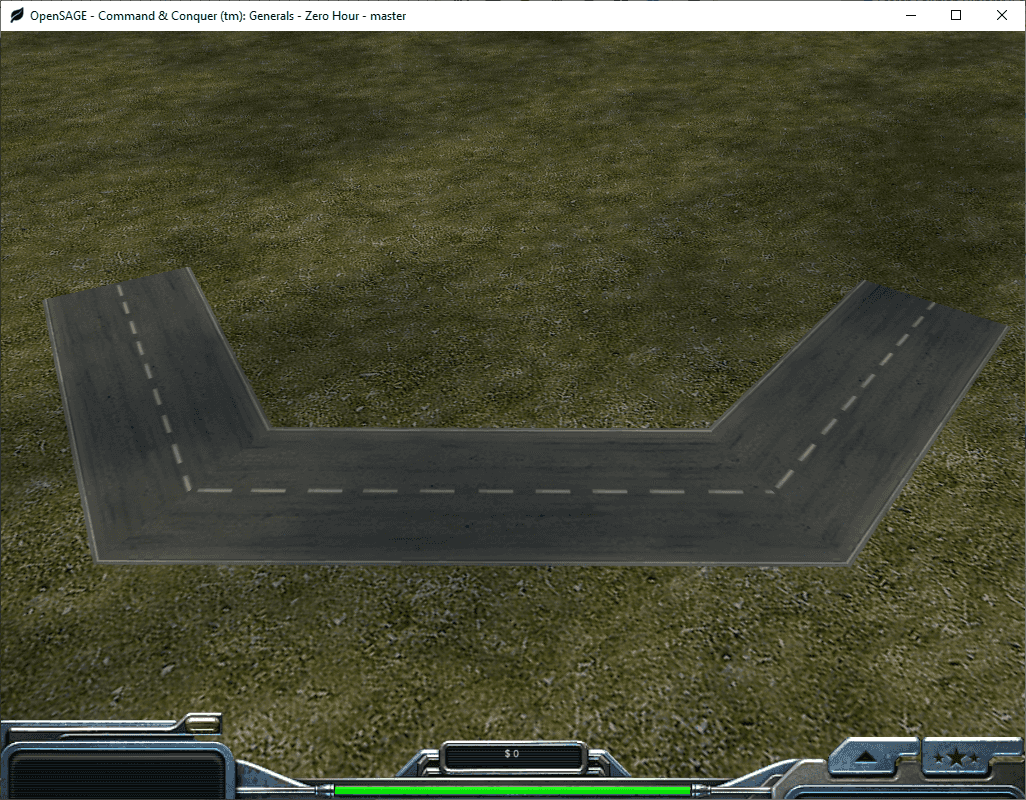 OpenSAGE - Command & Conquer (tm): Generals - Zero Hour - master
$ 0